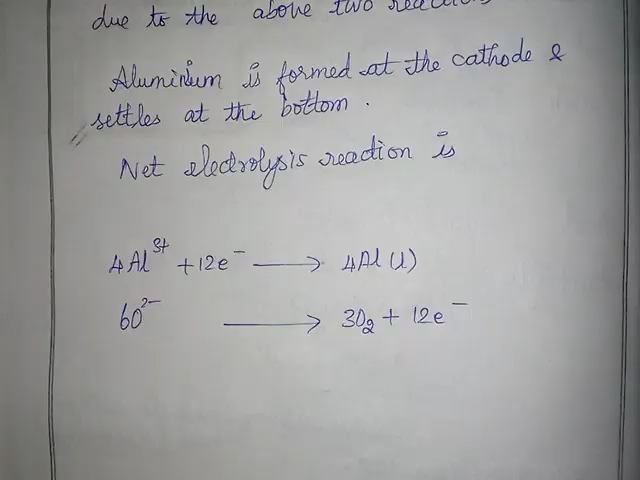 due to the above two reactions
Aluminium is formed at the cathode &
settles at the bottom.
Net electrolysis reaction is
4Al³⁺ + 12e⁻ ⟶ 4Al (l)
6O²⁻ ⟶ 3O₂ + 12e⁻